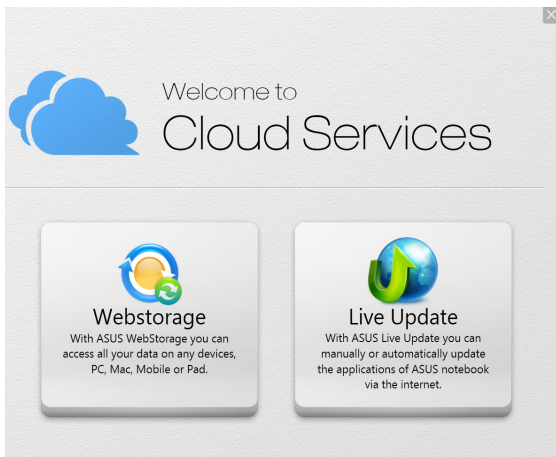 Welcome to
Cloud Services
Webstorage
With ASUS WebStorage you can
access all your data on any devices,
PC, Mac, Mobile or Pad.
Live Update
With ASUS Live Update you can
manually or automatically update
the applications of ASUS notebook
via the internet.